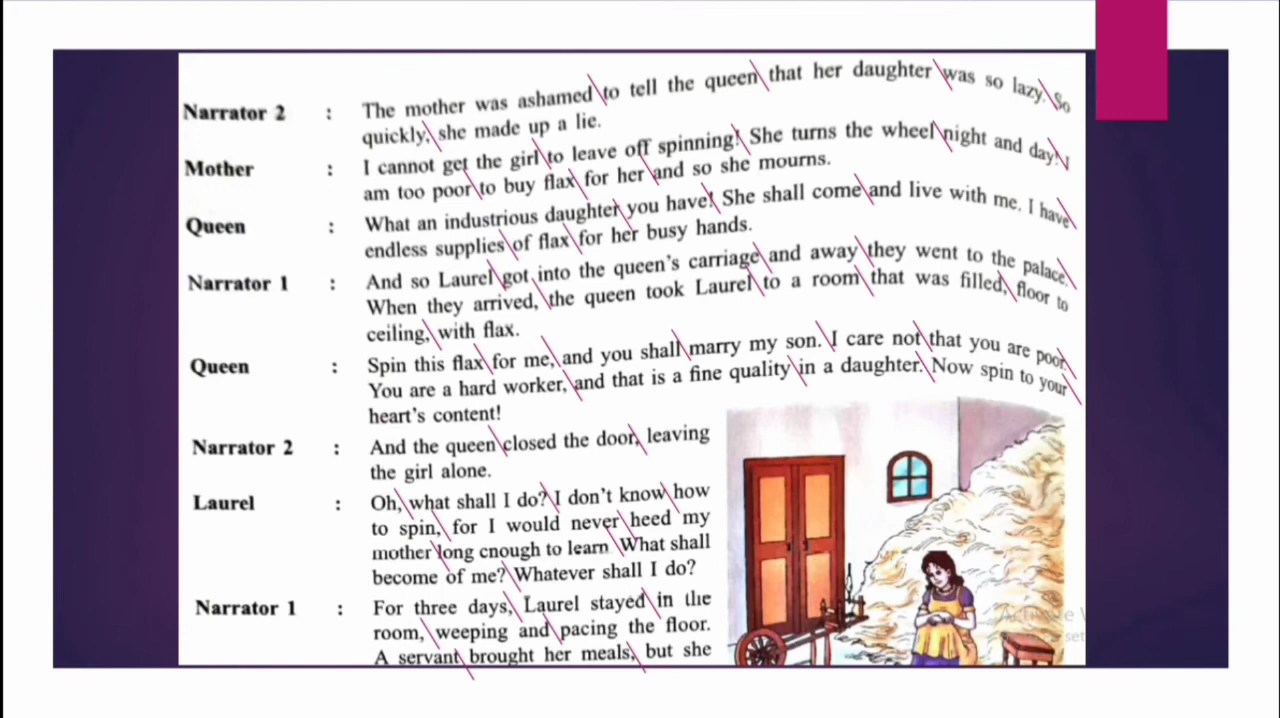 Narrator 2 : The mother was ashamed to tell the queen that her daughter was so lazy. So
quickly, she made up a lie.
Mother : I cannot get the girl to leave off spinning! She turns the wheel night and day! I
am too poor to buy flax for her and so she mourns.
Queen : What an industrious daughter you have! She shall come and live with me. I have
endless supplies of flax for her busy hands.
Narrator 1 : And so Laurel got into the queen's carriage and away they went to the palace.
When they arrived, the queen took Laurel to a room that was filled, floor to
ceiling, with flax.
Queen : Spin this flax for me, and you shall marry my son. I care not that you are poor.
You are a hard worker, and that is a fine quality in a daughter. Now spin to your
heart's content!
Narrator 2 : And the queen closed the door, leaving
the girl alone.
Laurel : Oh, what shall I do? I don't know how
to spin, for I would never heed my
mother long enough to learn. What shall
become of me? Whatever shall I do?
Narrator 1 : For three days, Laurel stayed in the
room, weeping and pacing the floor.
A servant brought her meals, but she